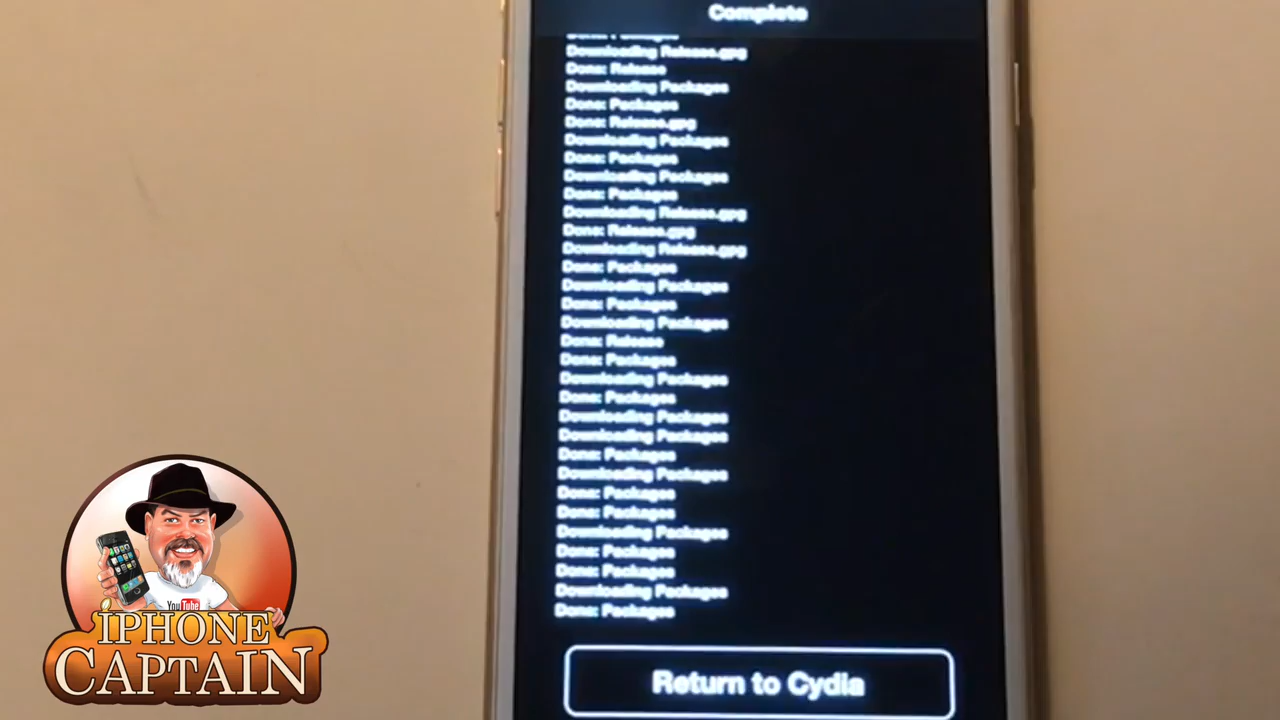 Complete
Done: Packages
Downloading Release.gpg
Done: Release
Downloading Packages
Done: Packages
Done: Release.gpg
Downloading Packages
Done: Packages
Downloading Packages
Done: Packages
Downloading Release.gpg
Done: Release.gpg
Downloading Release.gpg
Done: Packages
Downloading Packages
Done: Packages
Downloading Packages
Done: Release
Done: Packages
Downloading Packages
Done: Packages
Downloading Packages
Downloading Packages
Done: Packages
Downloading Packages
Done: Packages
Done: Packages
Downloading Packages
Done: Packages
Done: Packages
Downloading Packages
Done: Packages
Return to Cydia
YouTube
IPHONE
CAPTAIN